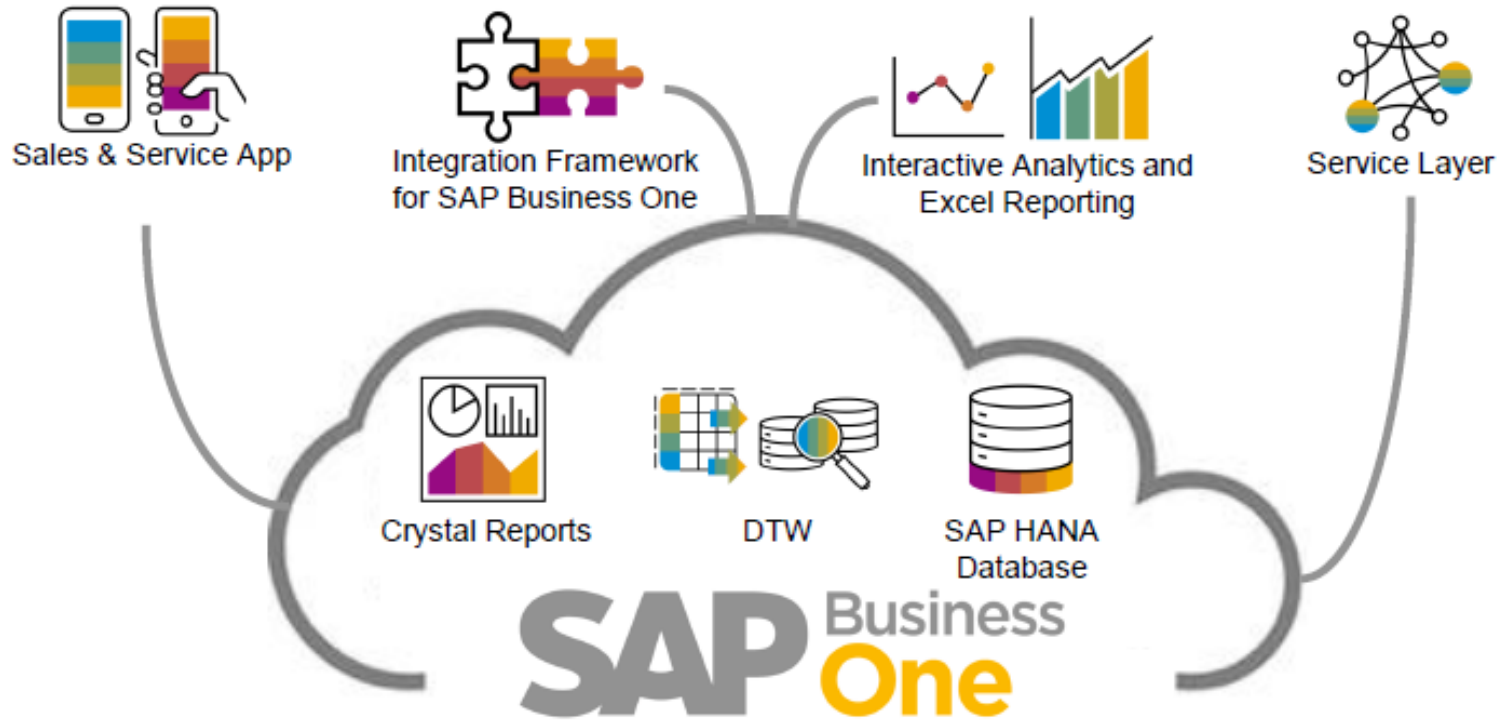 Sales & Service App
Integration Framework
for SAP Business One
Interactive Analytics and
Excel Reporting
Service Layer
Crystal Reports
DTW
SAP HANA
Database
SAP Business
One